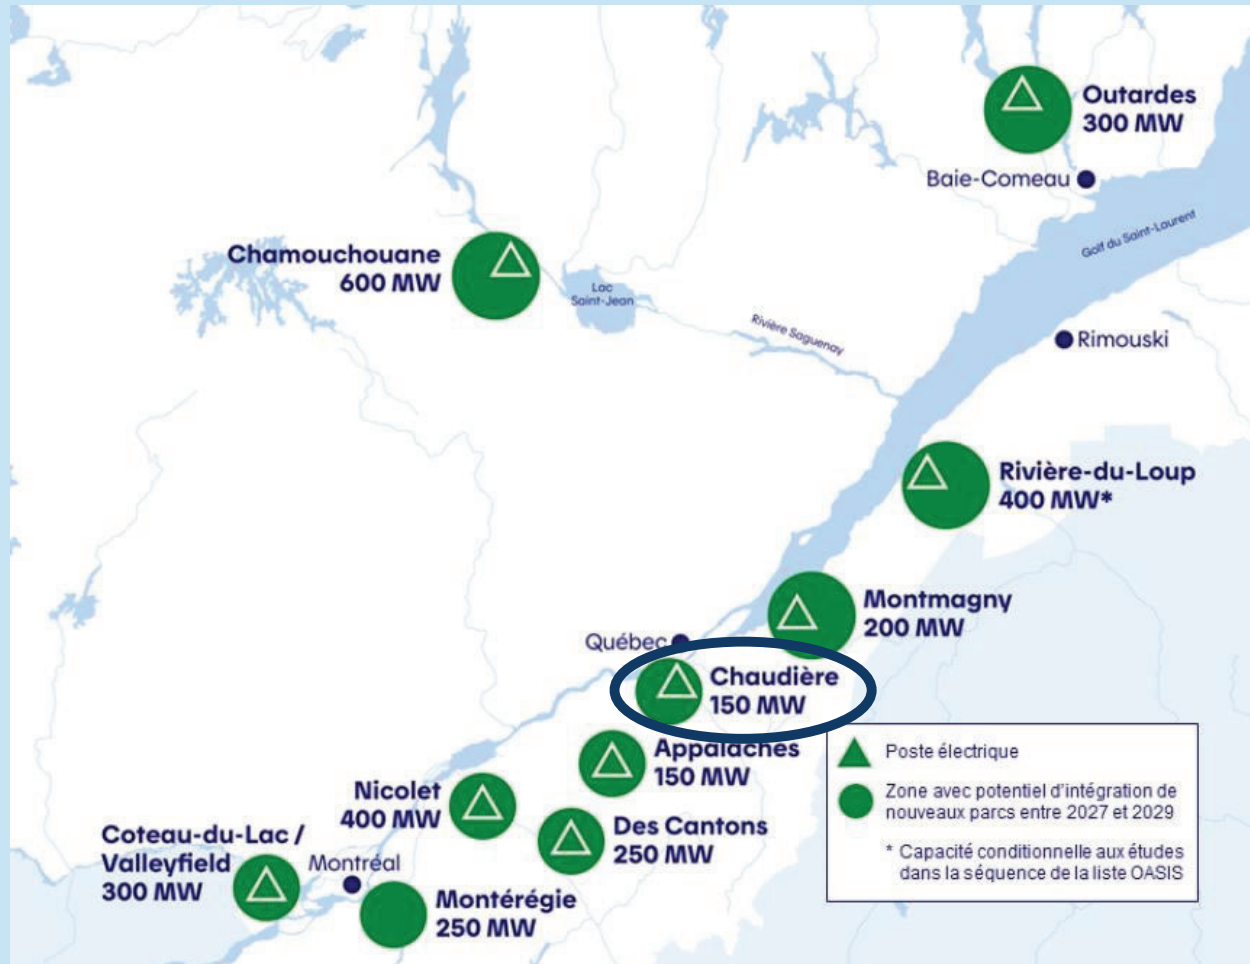 Outardes
300 MW
Baie-Comeau
Golf du Saint-Laurent
Chamouchouane
600 MW
Lac
Saint-Jean
Rivière Saguenay
Rimouski
Rivière-du-Loup
400 MW*
Montmagny
200 MW
Québec
Chaudière
150 MW
Appalaches
150 MW
Nicolet
400 MW
Des Cantons
250 MW
Coteau-du-Lac /
Valleyfield
300 MW
Montréal
Montérégie
250 MW
Poste électrique
Zone avec potentiel d'intégration de
nouveaux parcs entre 2027 et 2029
* Capacité conditionnelle aux études
dans la séquence de la liste OASIS